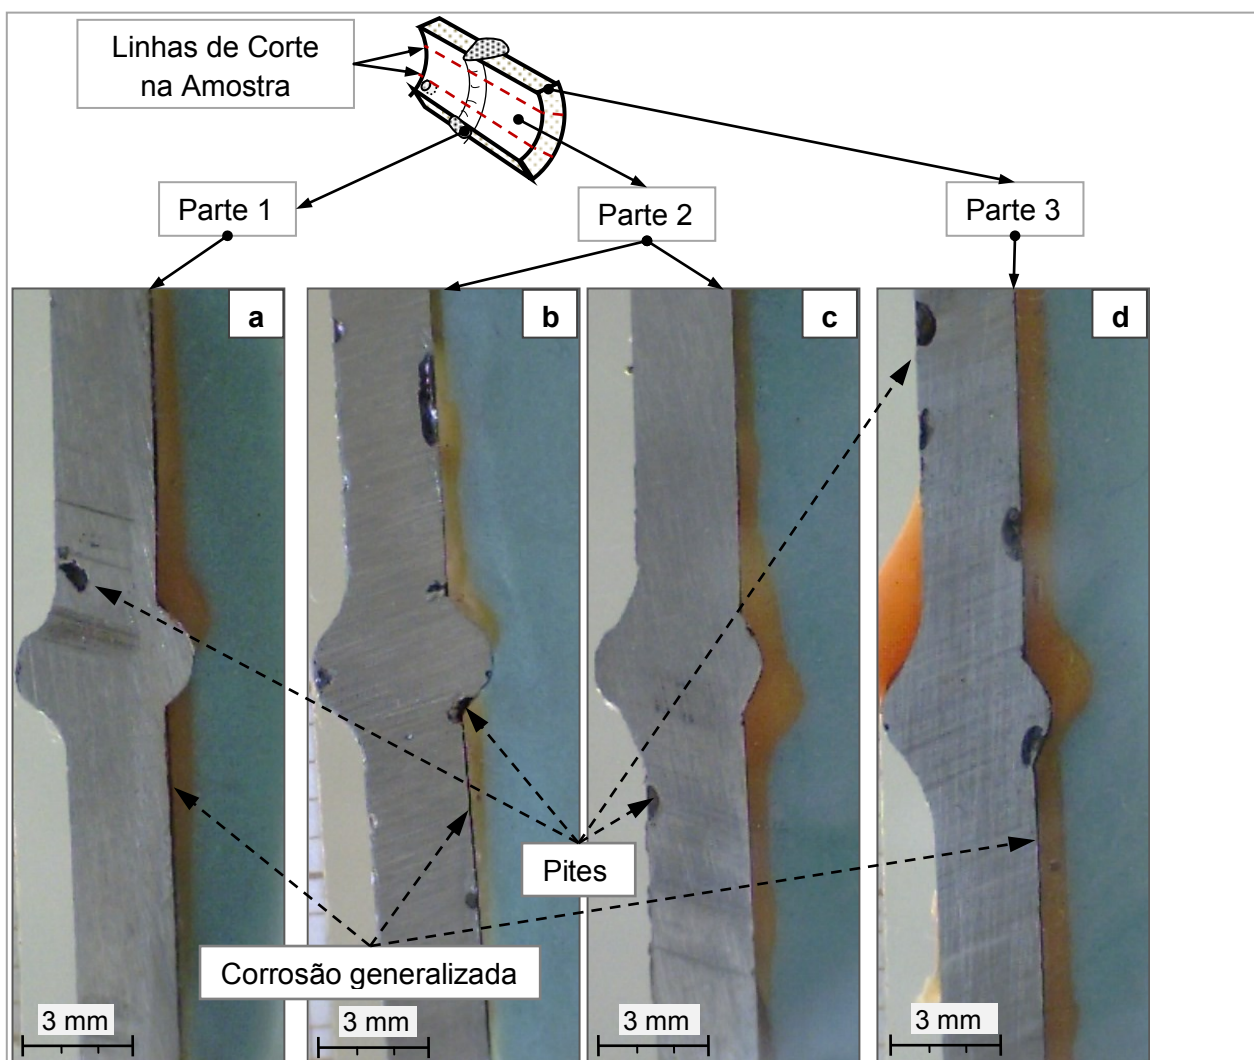 Linhas de Corte
na Amostra
Parte 1
Parte 2
Parte 3
a
b
c
d
Pites
Corrosão generalizada
3 mm
3 mm
3 mm
3 mm